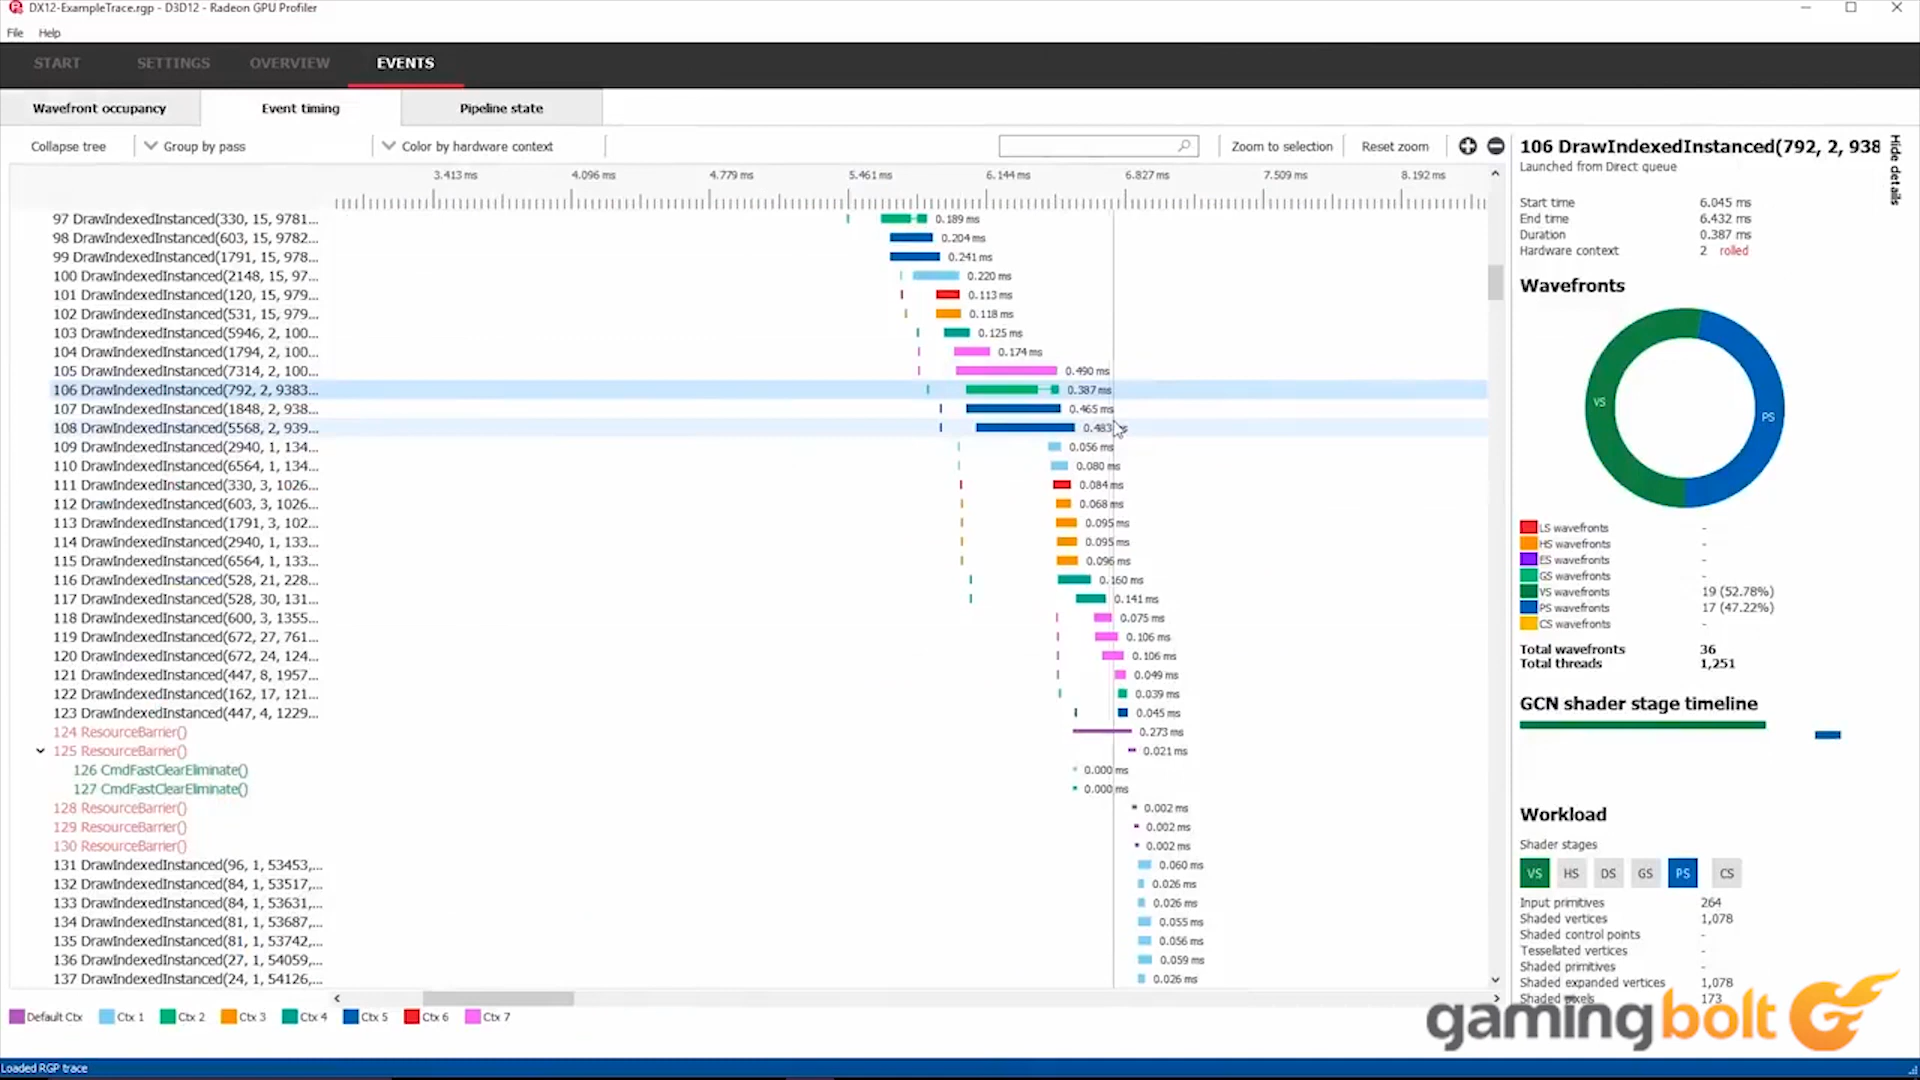 DX12-ExampleTrace.rgp - D3D12 - Radeon GPU Profiler
File Help
START SETTINGS OVERVIEW EVENTS
Wavefront occupancy Event timing Pipeline state
Collapse tree Group by pass Color by hardware context Zoom to selection Reset zoom
3.413 ms 4.096 ms 4.779 ms 5.461 ms 6.144 ms 6.827 ms 7.509 ms 8.192 ms
97 DrawIndexedInstanced(330, 15, 9781... 0.189 ms
98 DrawIndexedInstanced(603, 15, 9782... 0.204 ms
99 DrawIndexedInstanced(1791, 15, 978... 0.241 ms
100 DrawIndexedInstanced(2148, 15, 97... 0.220 ms
101 DrawIndexedInstanced(120, 15, 979... 0.113 ms
102 DrawIndexedInstanced(531, 15, 979... 0.118 ms
103 DrawIndexedInstanced(5946, 2, 100... 0.125 ms
104 DrawIndexedInstanced(1794, 2, 100... 0.174 ms
105 DrawIndexedInstanced(7314, 2, 100... 0.490 ms
106 DrawIndexedInstanced(792, 2, 9383... 0.387 ms
107 DrawIndexedInstanced(1848, 2, 938... 0.465 ms
108 DrawIndexedInstanced(5568, 2, 939... 0.483
109 DrawIndexedInstanced(2940, 1, 134... 0.056 ms
110 DrawIndexedInstanced(6564, 1, 134... 0.080 ms
111 DrawIndexedInstanced(330, 3, 1026... 0.084 ms
112 DrawIndexedInstanced(603, 3, 1026... 0.068 ms
113 DrawIndexedInstanced(1791, 3, 102... 0.095 ms
114 DrawIndexedInstanced(2940, 1, 133... 0.095 ms
115 DrawIndexedInstanced(6564, 1, 133... 0.096 ms
116 DrawIndexedInstanced(528, 21, 228... 0.160 ms
117 DrawIndexedInstanced(528, 30, 131... 0.141 ms
118 DrawIndexedInstanced(600, 3, 1355... 0.075 ms
119 DrawIndexedInstanced(672, 27, 761... 0.106 ms
120 DrawIndexedInstanced(672, 24, 124... 0.106 ms
121 DrawIndexedInstanced(447, 8, 1957... 0.049 ms
122 DrawIndexedInstanced(162, 17, 121... 0.039 ms
123 DrawIndexedInstanced(447, 4, 1229... 0.045 ms
124 ResourceBarrier() 0.273 ms
125 ResourceBarrier() 0.021 ms
126 CmdFastClearEliminate() 0.000 ms
127 CmdFastClearEliminate() 0.000 ms
128 ResourceBarrier() 0.002 ms
129 ResourceBarrier() 0.002 ms
130 ResourceBarrier() 0.002 ms
131 DrawIndexedInstanced(96, 1, 53453,... 0.060 ms
132 DrawIndexedInstanced(84, 1, 53517,... 0.026 ms
133 DrawIndexedInstanced(84, 1, 53631,... 0.026 ms
134 DrawIndexedInstanced(81, 1, 53687,... 0.055 ms
135 DrawIndexedInstanced(81, 1, 53742,... 0.056 ms
136 DrawIndexedInstanced(27, 1, 54059,... 0.059 ms
137 DrawIndexedInstanced(24, 1, 54126,... 0.026 ms
Default Ctx Ctx 1 Ctx 2 Ctx 3 Ctx 4 Ctx 5 Ctx 6 Ctx 7
Loaded RGP trace
106 DrawIndexedInstanced(792, 2, 938
Hide details
Launched from Direct queue
Start time 6.045 ms
End time 6.432 ms
Duration 0.387 ms
Hardware context 2 rolled
Wavefronts
VS PS
LS wavefronts -
HS wavefronts -
ES wavefronts -
GS wavefronts -
VS wavefronts 19 (52.78%)
PS wavefronts 17 (47.22%)
CS wavefronts -
Total wavefronts 36
Total threads 1,251
GCN shader stage timeline
Workload
Shader stages
VS HS DS GS PS CS
Input primitives 264
Shaded vertices 1,078
Shaded control points -
Tessellated vertices -
Shaded primitives -
Shaded expanded vertices 1,078
Shaded pixels 173
gamingbolt